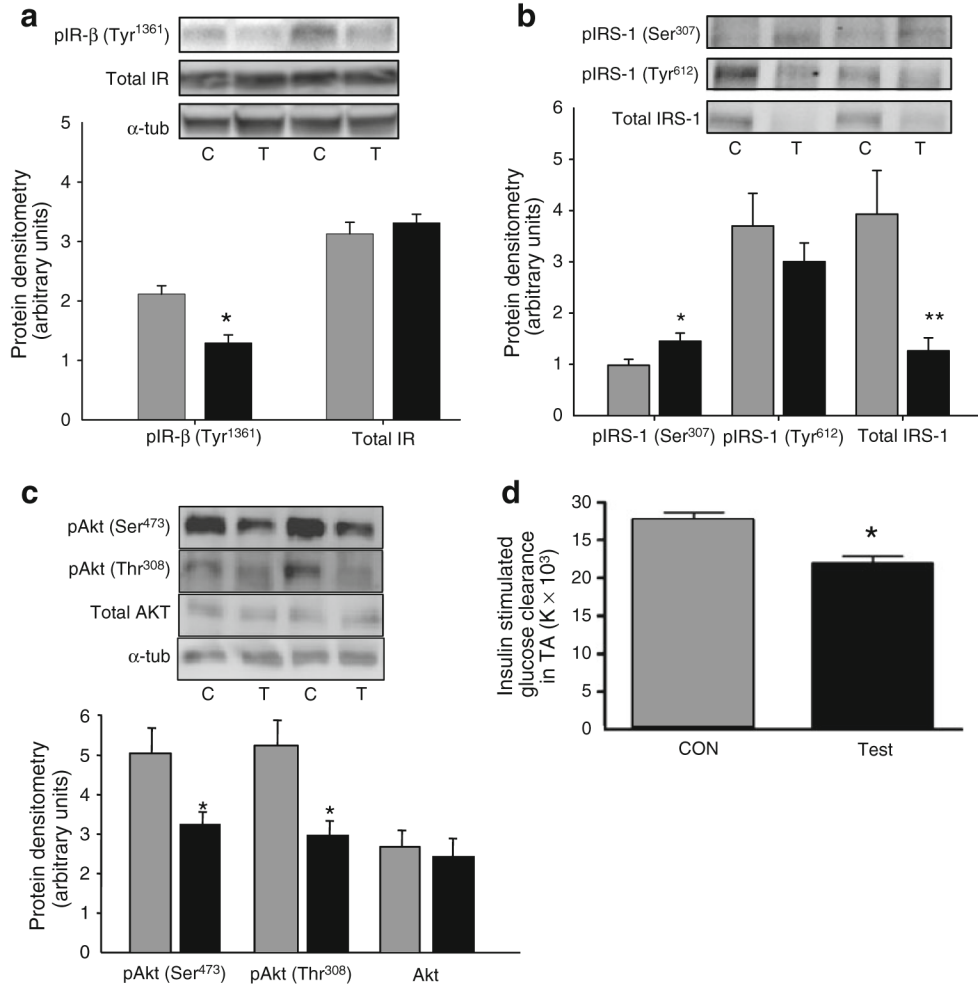 a
pIR-β (Tyr¹³⁶¹)
Total IR
α-tub
C T C T
Protein densitometry
(arbitrary units)
5
4
3
2
1
0
*
pIR-β (Tyr¹³⁶¹) Total IR
b
pIRS-1 (Ser³⁰⁷)
pIRS-1 (Tyr⁶¹²)
Total IRS-1
C T C T
Protein densitometry
(arbitrary units)
6
5
4
3
2
1
0
*
**
pIRS-1 (Ser³⁰⁷) pIRS-1 (Tyr⁶¹²) Total IRS-1
c
pAkt (Ser⁴⁷³)
pAkt (Thr³⁰⁸)
Total AKT
α-tub
C T C T
Protein densitometry
(arbitrary units)
6
5
4
3
2
1
0
*
*
pAkt (Ser⁴⁷³) pAkt (Thr³⁰⁸) Akt
d
Insulin stimulated
glucose clearance
in TA (K × 10³)
30
15
20
15
10
5
0
*
CON Test